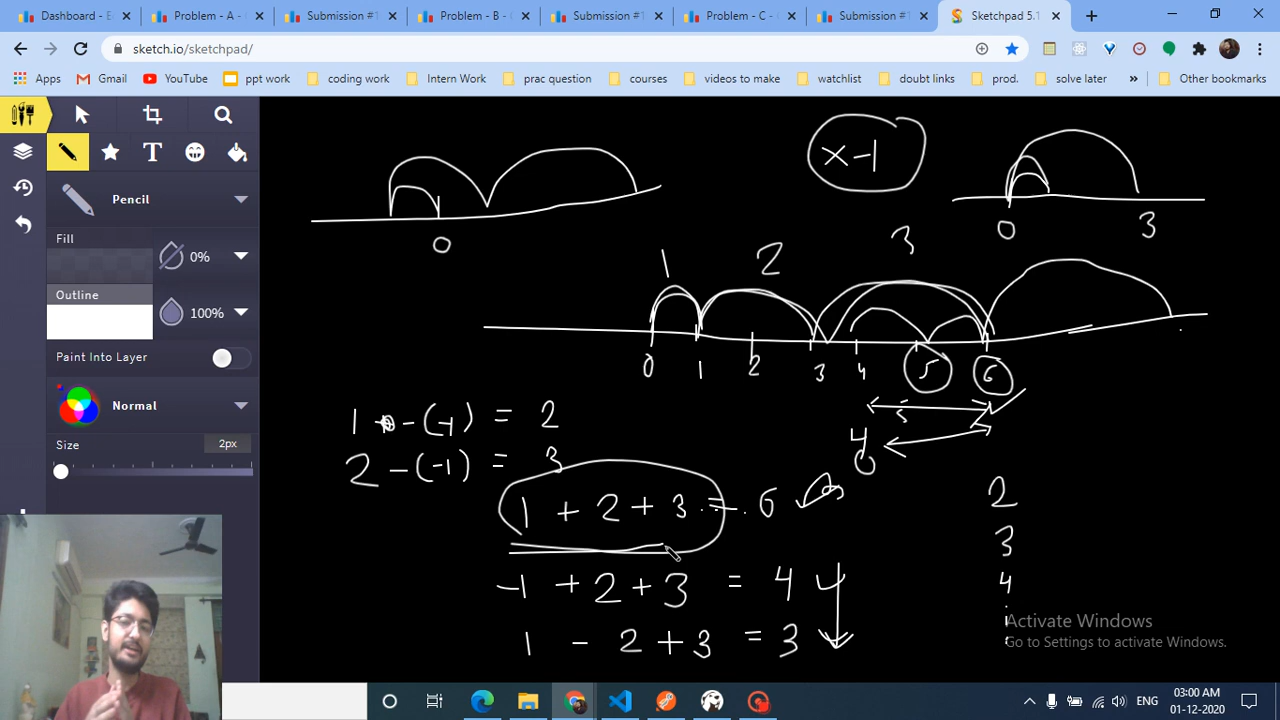 Dashboard - E
Problem - A - C
Submission #1
Problem - B - C
Submission #1
Problem - C - C
Submission #1
Sketchpad 5.1
sketch.io/sketchpad/
Apps
Gmail
YouTube
ppt work
coding work
Intern Work
prac question
courses
videos to make
watchlist
doubt links
prod.
solve later
»
Other bookmarks
Pencil
Fill
0%
Outline
100%
Paint Into Layer
Normal
Size
2px
x-1
0
0 3
1 2 3
0 1 2 3 4 5 6
5
4
0
- (-1) = 2
2 - (-1) = 3
1 + 2 + 3 = 6
-1 + 2 + 3 = 4
1 - 2 + 3 = 3
2
3
4
Activate Windows
Go to Settings to activate Windows.
ENG
03:00 AM
01-12-2020